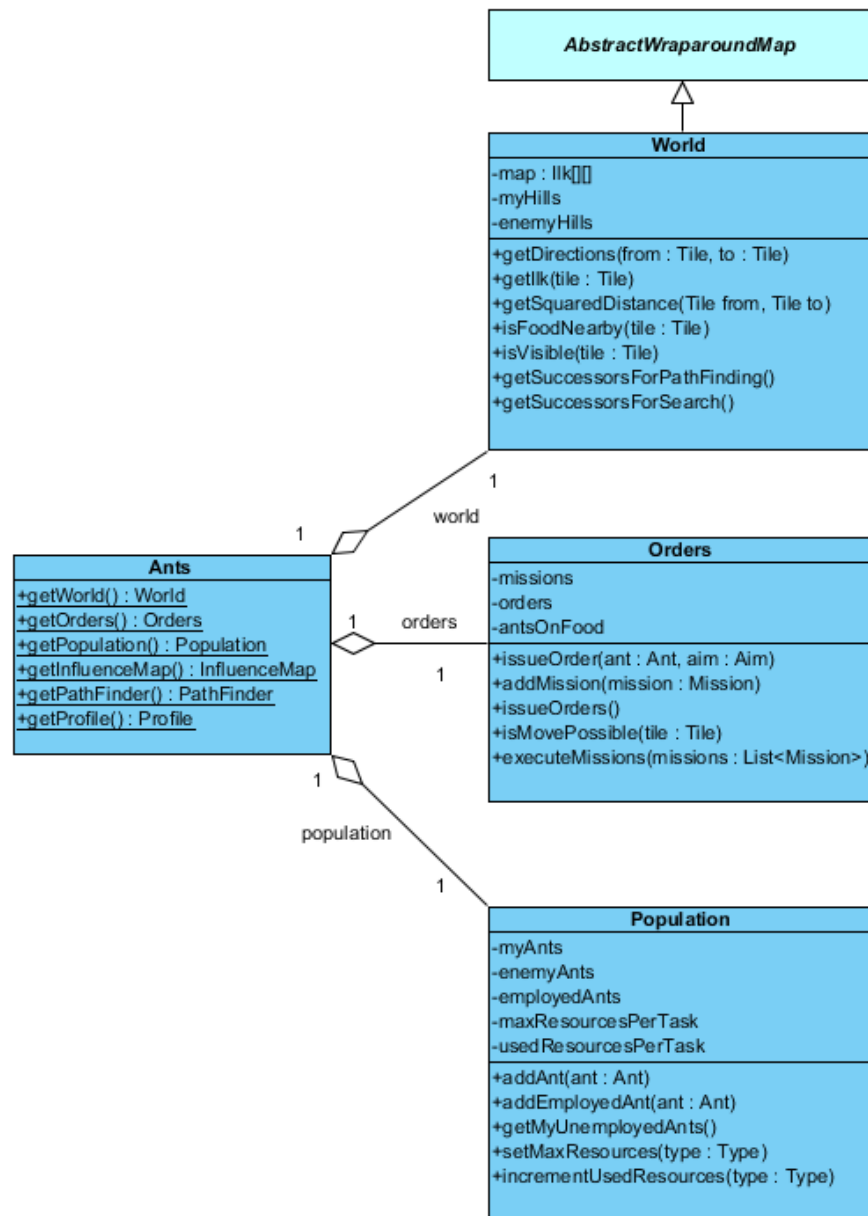 AbstractWraparoundMap
World
-map : Ilk[][]
-myHills
-enemyHills
+getDirections(from : Tile, to : Tile)
+getIlk(tile : Tile)
+getSquaredDistance(Tile from, Tile to)
+isFoodNearby(tile : Tile)
+isVisible(tile : Tile)
+getSuccessorsForPathFinding()
+getSuccessorsForSearch()
1
world
1
Ants
+getWorld() : World
+getOrders() : Orders
+getPopulation() : Population
+getInfluenceMap() : InfluenceMap
+getPathFinder() : PathFinder
+getProfile() : Profile
1
orders
1
Orders
-missions
-orders
-antsOnFood
+issueOrder(ant : Ant, aim : Aim)
+addMission(mission : Mission)
+issueOrders()
+isMovePossible(tile : Tile)
+executeMissions(missions : List<Mission>)
1
population
1
Population
-myAnts
-enemyAnts
-employedAnts
-maxResourcesPerTask
-usedResourcesPerTask
+addAnt(ant : Ant)
+addEmployedAnt(ant : Ant)
+getMyUnemployedAnts()
+setMaxResources(type : Type)
+incrementUsedResources(type : Type)